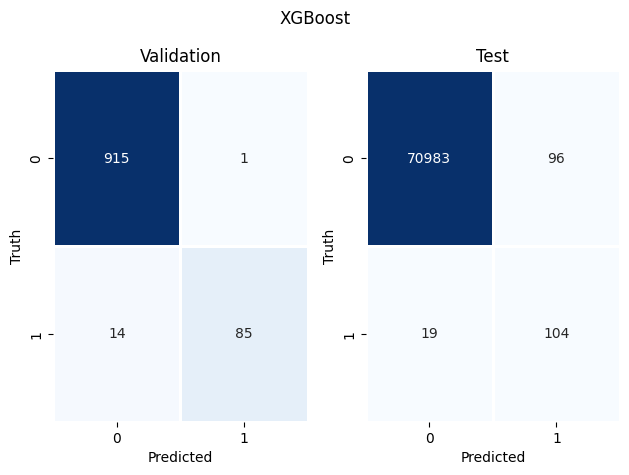 XGBoost
Validation
Test
0
915
1
0
70983
96
Truth
Truth
1
14
85
1
19
104
0
1
0
1
Predicted
Predicted